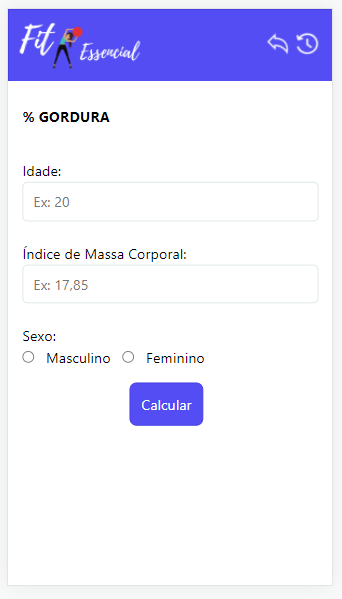 Fit
Essencial
% GORDURA
Idade:
Ex: 20
Índice de Massa Corporal:
Ex: 17,85
Sexo:
Masculino Feminino
Calcular